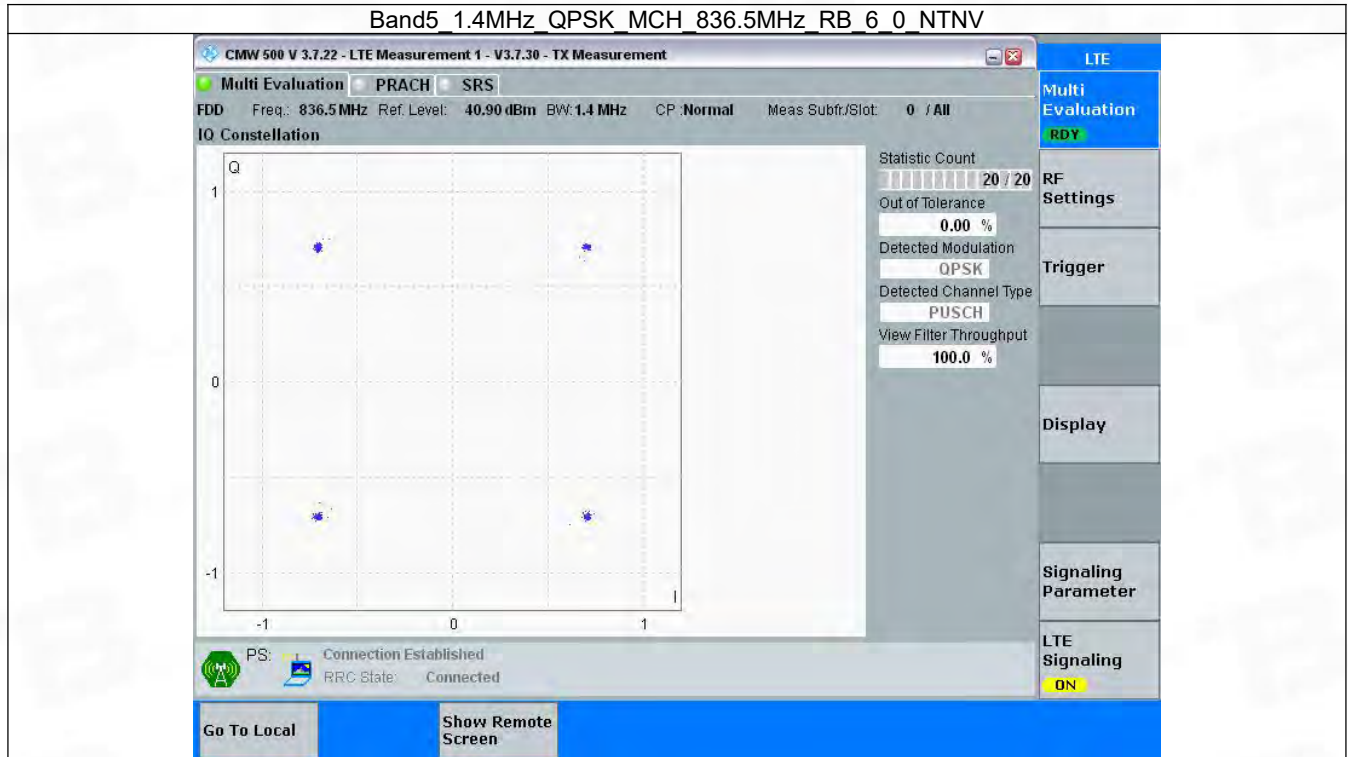 Band5_1.4MHz_QPSK_MCH_836.5MHz_RB_6_0_NTNV
CMW 500 V 3.7.22 - LTE Measurement 1 - V3.7.30 - TX Measurement
LTE
Multi Evaluation PRACH SRS
Multi
Evaluation
RDY
FDD Freq.: 836.5 MHz Ref. Level: 40.90 dBm BW: 1.4 MHz CP :Normal Meas Subfr./Slot: 0 / All
IQ Constellation
Q
1
0
-1
I
-1 0 1
Statistic Count
20 / 20
Out of Tolerance
0.00 %
Detected Modulation
QPSK
Detected Channel Type
PUSCH
View Filter Throughput
100.0 %
RF
Settings
Trigger
Display
Signaling
Parameter
LTE
Signaling
ON
PS: Connection Established
RRC State: Connected
Go To Local
Show Remote
Screen